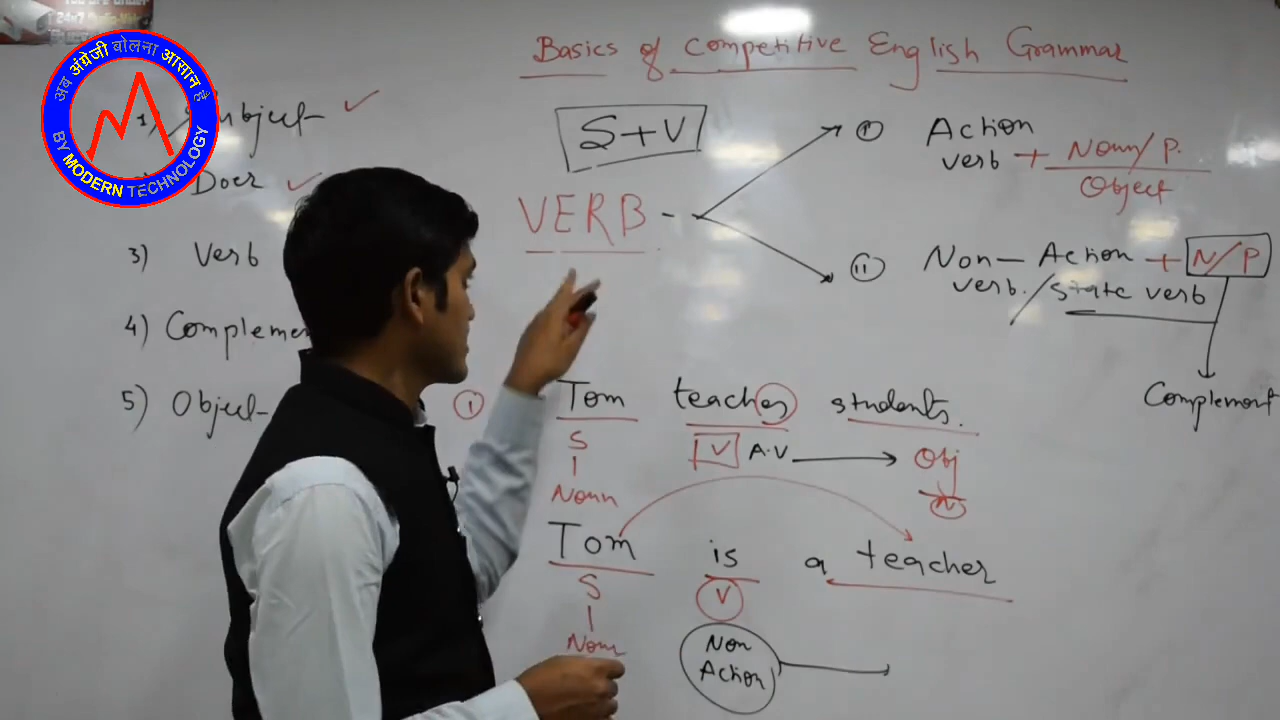 अब अंग्रेजी बोलना आसान है
BY MODERN TECHNOLOGY
Basics of Competitive English Grammar
1) Subject ✓
Doer ✓
3) Verb
4) Complemen
5) Object
S+V
VERB -
(i) Action
verb + Noun/P.
Object
(ii) Non-Action + N/P
verb./state verb
Complement
(i) Tom teaches students.
S V A.V → Obj
Noun N
Tom is a teacher
S V
Noun
Non
Action